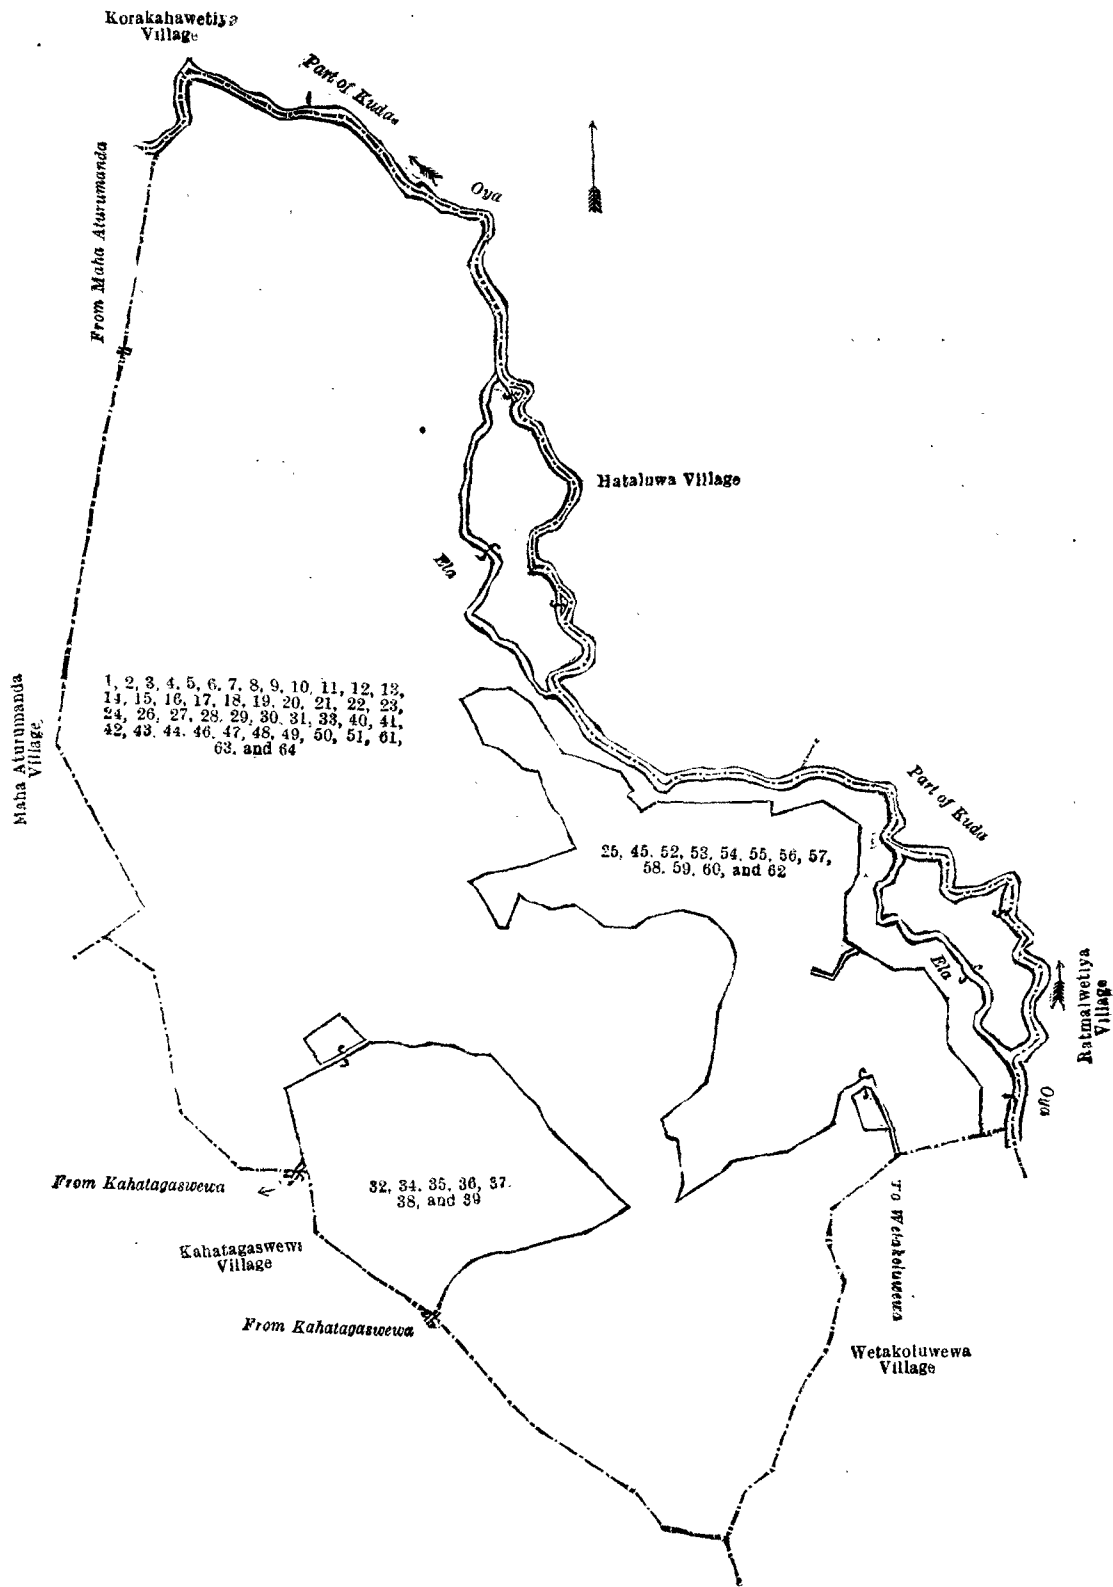 Korakahawetiya
Village
Part of Kuda
Oya
From Maha Aturumanda
Hataluwa Village
Ela
Maha Aturumanda
Village
1, 2, 3, 4, 5, 6, 7, 8, 9, 10, 11, 12, 13,
14, 15, 16, 17, 18, 19, 20, 21, 22, 23,
24, 26, 27, 28, 29, 30, 31, 33, 40, 41,
42, 43, 44, 46, 47, 48, 49, 50, 51, 61,
63, and 64
Part of Kuda
25, 45, 52, 53, 54, 55, 56, 57,
58, 59, 60, and 62
Ela
Ratmalwetiya
Village
Oya
From Kahatagaswewa
32, 34, 35, 36, 37,
38, and 39
To Wetakoluwewa
Kahatagaswewa
Village
From Kahatagaswewa
Wetakoluwewa
Village